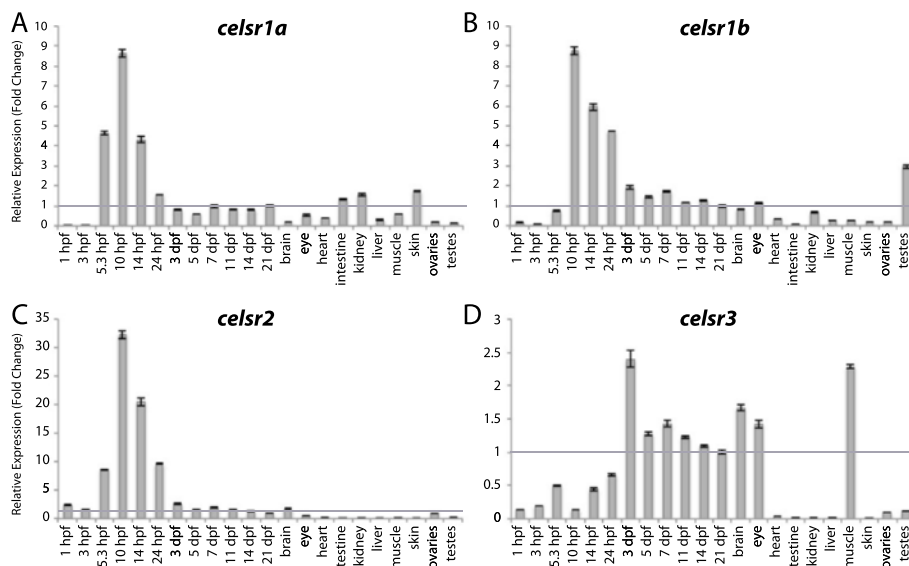 A
celsr1a
Relative Expression (Fold Change)
10
9
8
7
6
5
4
3
2
1
0
1 hpf
3 hpf
5.3 hpf
10 hpf
14 hpf
24 hpf
3 dpf
5 dpf
7 dpf
11 dpf
14 dpf
21 dpf
brain
eye
heart
intestine
kidney
liver
muscle
skin
ovaries
testes
B
celsr1b
10
9
8
7
6
5
4
3
2
1
0
1 hpf
3 hpf
5.3 hpf
10 hpf
14 hpf
24 hpf
3 dpf
5 dpf
7 dpf
11 dpf
14 dpf
21 dpf
brain
eye
heart
intestine
kidney
liver
muscle
skin
ovaries
testes
C
celsr2
Relative Expression (Fold Change)
35
30
25
20
15
10
5
0
1 hpf
3 hpf
5.3 hpf
10 hpf
14 hpf
24 hpf
3 dpf
5 dpf
7 dpf
11 dpf
14 dpf
21 dpf
brain
eye
heart
intestine
kidney
liver
muscle
skin
ovaries
testes
D
celsr3
3
2.5
2
1.5
1
0.5
0
1 hpf
3 hpf
5.3 hpf
10 hpf
14 hpf
24 hpf
3 dpf
5 dpf
7 dpf
11 dpf
14 dpf
21 dpf
brain
eye
heart
testine
kidney
liver
muscle
skin
ovaries
testes